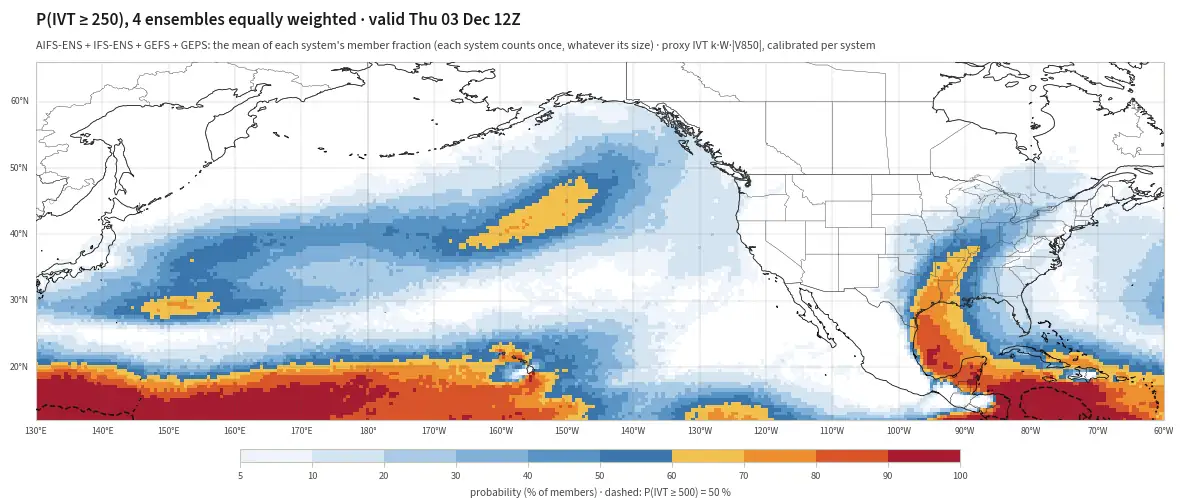 P(IVT ≥ 250), 4 ensembles equally weighted · valid Thu 03 Dec 12Z
AIFS-ENS + IFS-ENS + GEFS + GEPS: the mean of each system's member fraction (each system counts once, whatever its size) · proxy IVT k·W·|V850|, calibrated per system
60°N
50°N
40°N
30°N
20°N
130°E 140°E 150°E 160°E 170°E 180° 170°W 160°W 150°W 140°W 130°W 120°W 110°W 100°W 90°W 80°W 70°W 60°W
5 10 20 30 40 50 60 70 80 90 100
probability (% of members) · dashed: P(IVT ≥ 500) = 50 %